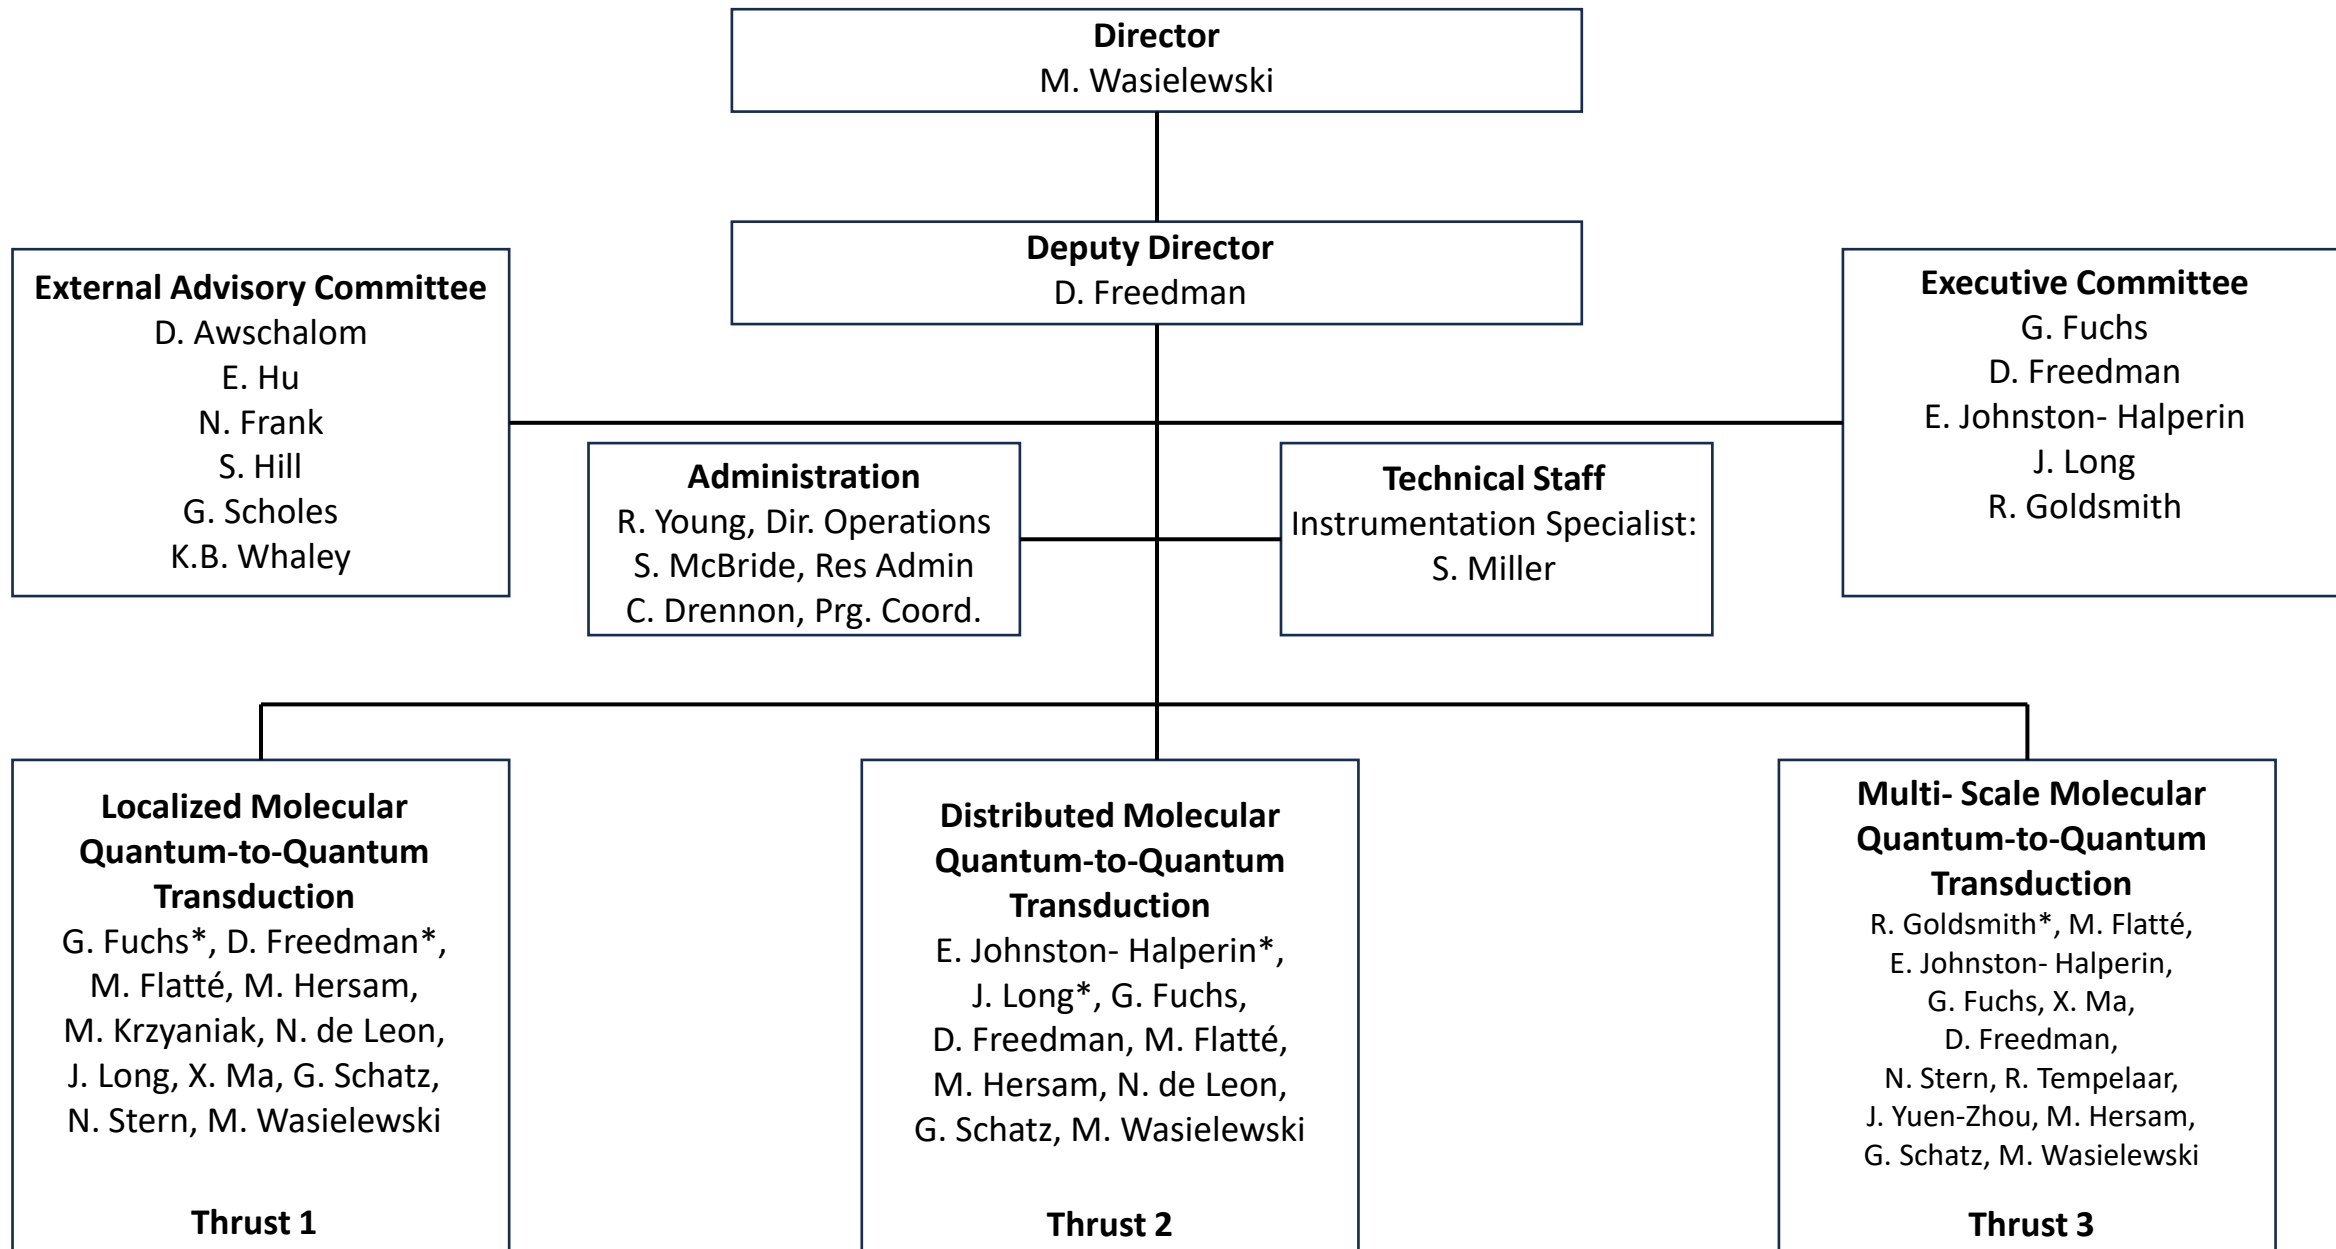 Director
M. Wasielewski
Deputy Director
D. Freedman
External Advisory Committee
D. Awschalom
E. Hu
N. Frank
S. Hill
G. Scholes
K.B. Whaley
Executive Committee
G. Fuchs
D. Freedman
E. Johnston- Halperin
J. Long
R. Goldsmith
Administration
R. Young, Dir. Operations
S. McBride, Res Admin
C. Drennon, Prg. Coord.
Technical Staff
Instrumentation Specialist:
S. Miller
Localized Molecular
Quantum-to-Quantum
Transduction
G. Fuchs*, D. Freedman*,
M. Flatté, M. Hersam,
M. Krzyaniak, N. de Leon,
J. Long, X. Ma, G. Schatz,
N. Stern, M. Wasielewski
Thrust 1
Distributed Molecular
Quantum-to-Quantum
Transduction
E. Johnston- Halperin*,
J. Long*, G. Fuchs,
D. Freedman, M. Flatté,
M. Hersam, N. de Leon,
G. Schatz, M. Wasielewski
Thrust 2
Multi- Scale Molecular
Quantum-to-Quantum
Transduction
R. Goldsmith*, M. Flatté,
E. Johnston- Halperin,
G. Fuchs, X. Ma,
D. Freedman,
N. Stern, R. Tempelaar,
J. Yuen-Zhou, M. Hersam,
G. Schatz, M. Wasielewski
Thrust 3